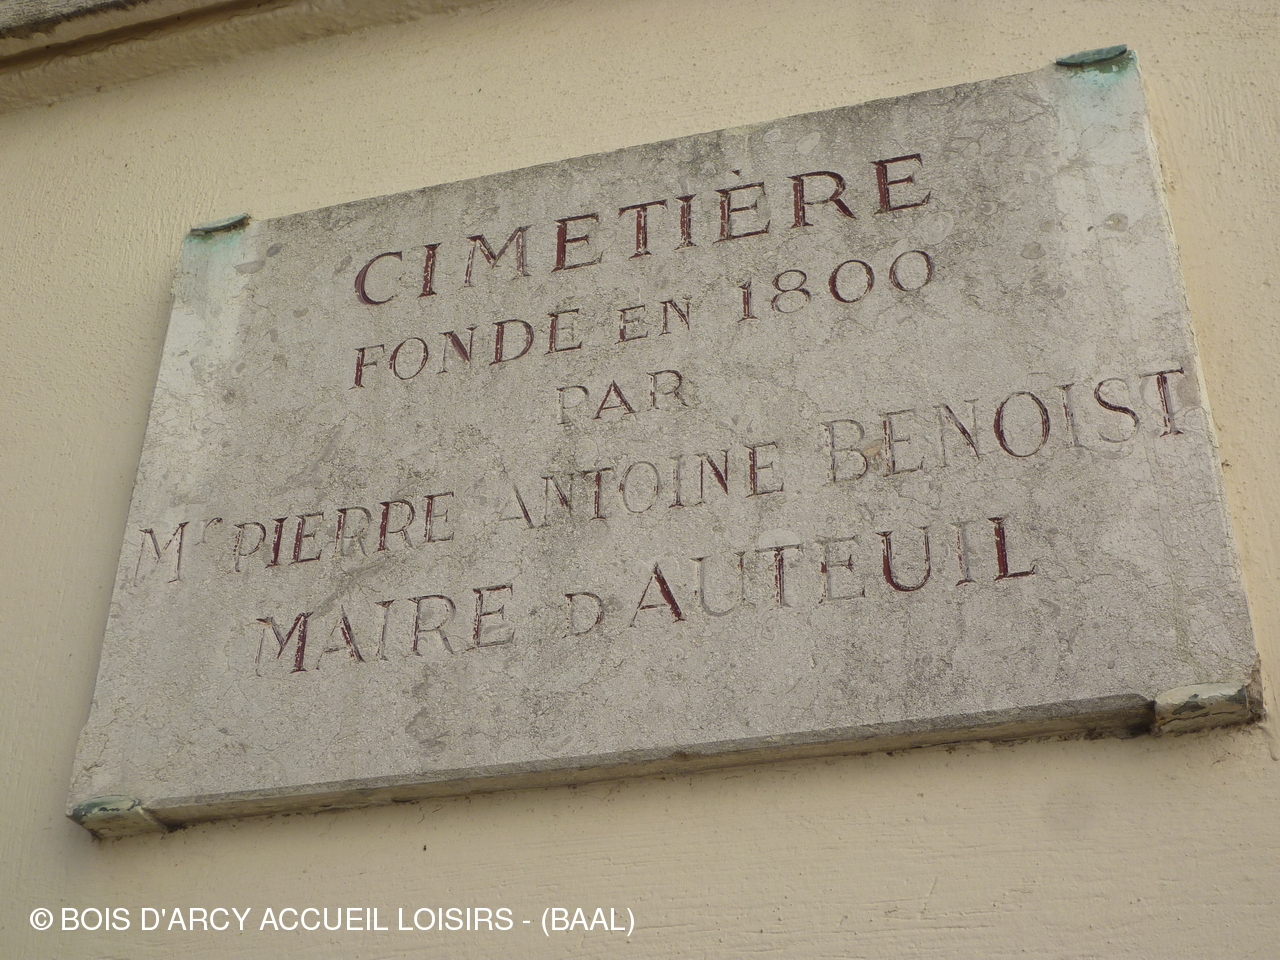 CIMETIÈRE
FONDE EN 1800
PAR
Mr PIERRE ANTOINE BENOIST
MAIRE D AUTEUIL
© BOIS D'ARCY ACCUEIL LOISIRS - (BAAL)